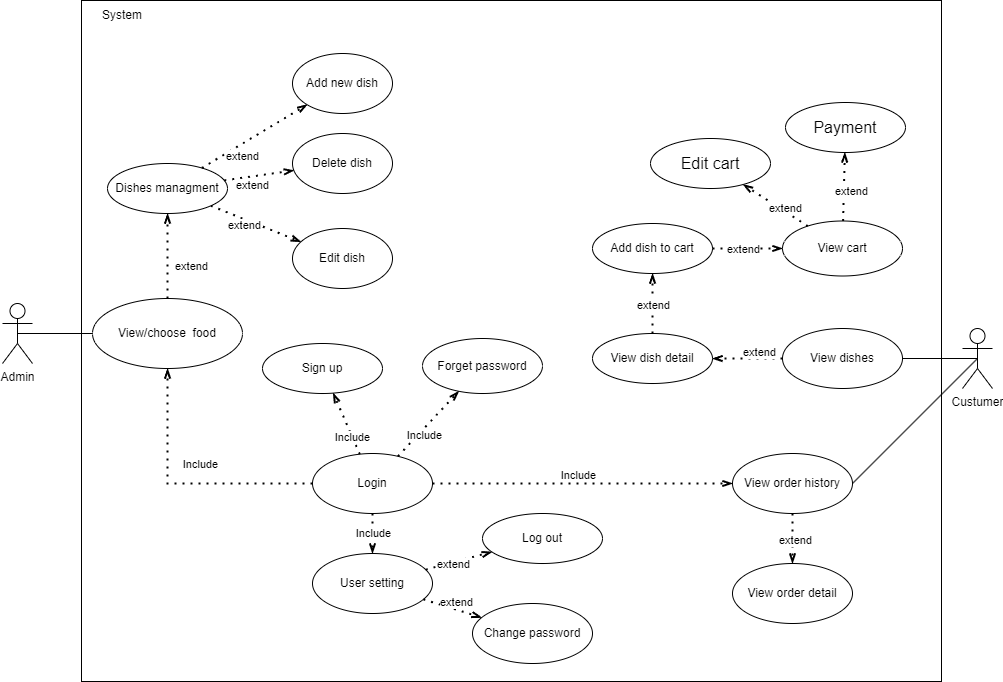 System
Add new dish
extend
Delete dish
Dishes managment
extend
extend
Edit dish
extend
View/choose  food
Admin
Payment
Edit cart
extend
extend
Add dish to cart
extend
View cart
extend
View dish detail
extend
View dishes
Custumer
Sign up
Forget password
Include
Include
Include
Login
Include
View order history
Include
Log out
extend
extend
User setting
extend
View order detail
Change password